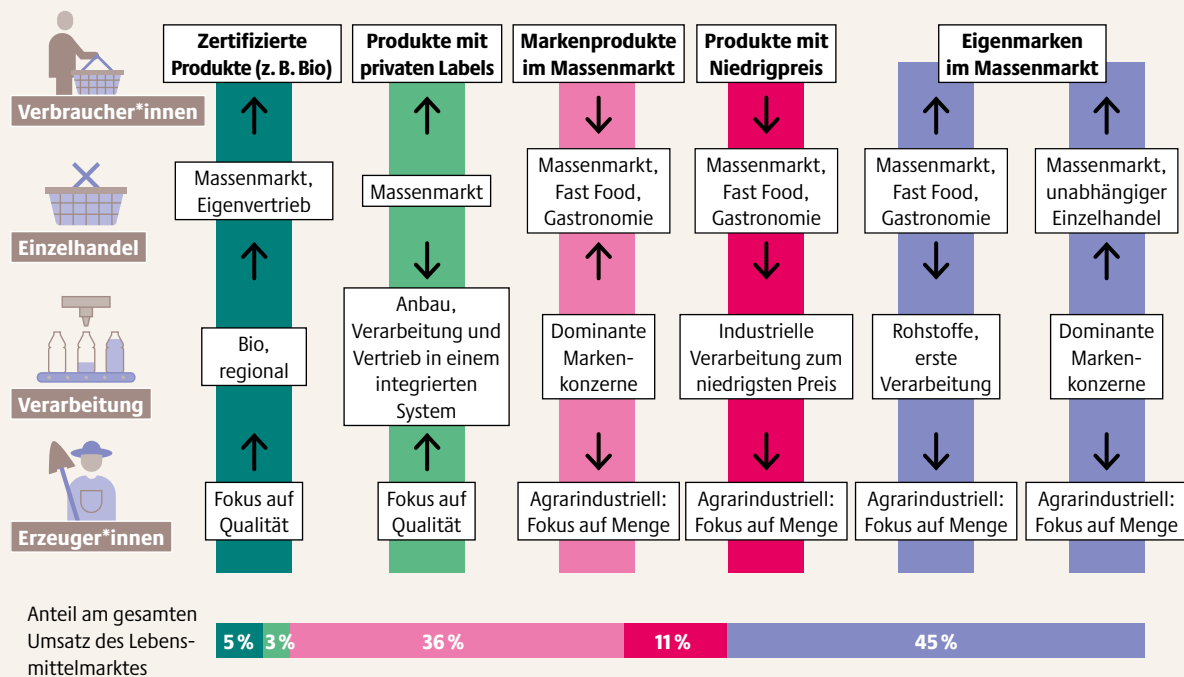 Zertifizierte
Produkte (z. B. Bio)
Produkte mit
privaten Labels
Markenprodukte
im Massenmarkt
Produkte mit
Niedrigpreis
Eigenmarken
im Massenmarkt
Verbraucher*innen
Massenmarkt,
Eigenvertrieb
Massenmarkt
Massenmarkt,
Fast Food,
Gastronomie
Massenmarkt,
Fast Food,
Gastronomie
Massenmarkt,
Fast Food,
Gastronomie
Massenmarkt,
unabhängiger
Einzelhandel
Einzelhandel
Bio,
regional
Anbau,
Verarbeitung und
Vertrieb in einem
integrierten
System
Dominante
Marken-
konzerne
Industrielle
Verarbeitung zum
niedrigsten Preis
Rohstoffe,
erste
Verarbeitung
Dominante
Marken-
konzerne
Verarbeitung
Fokus auf
Qualität
Fokus auf
Qualität
Agrarindustriell:
Fokus auf Menge
Agrarindustriell:
Fokus auf Menge
Agrarindustriell:
Fokus auf Menge
Agrarindustriell:
Fokus auf Menge
Erzeuger*innen
Anteil am gesamten
Umsatz des Lebens-
mittelmarktes
5 %
3 %
36 %
11 %
45 %